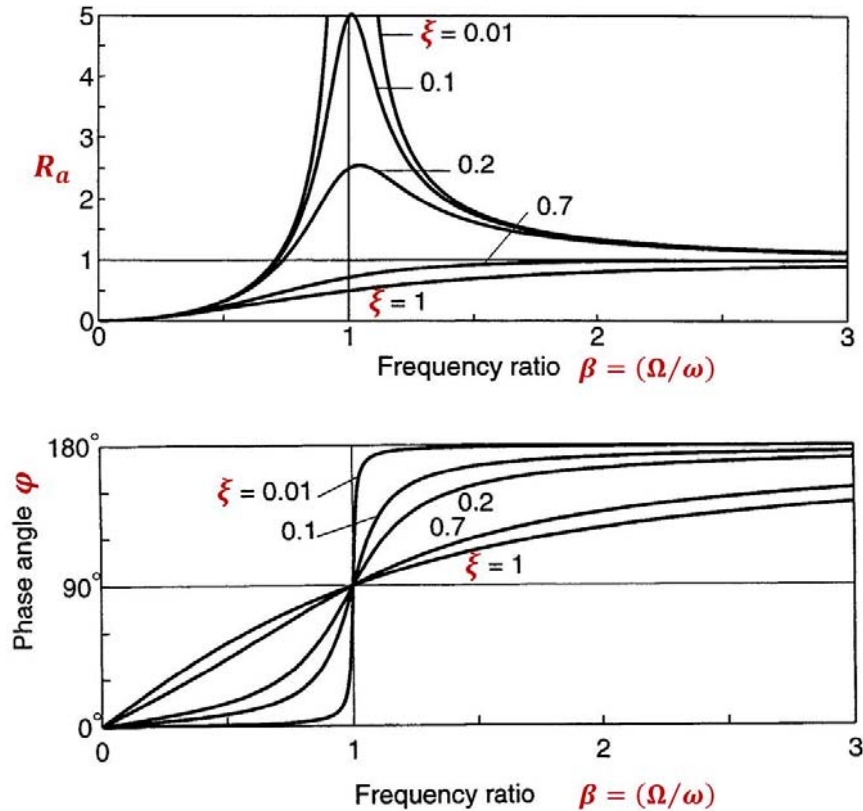 5
ξ = 0.01
4
0.1
3
R_a
0.2
2
0.7
1
ξ = 1
0
0 1 2 3
Frequency ratio β = (Ω/ω)
180°
ξ = 0.01
0.2
0.1
0.7
ξ = 1
90°
Phase angle φ
0°
0 1 2 3
Frequency ratio β = (Ω/ω)